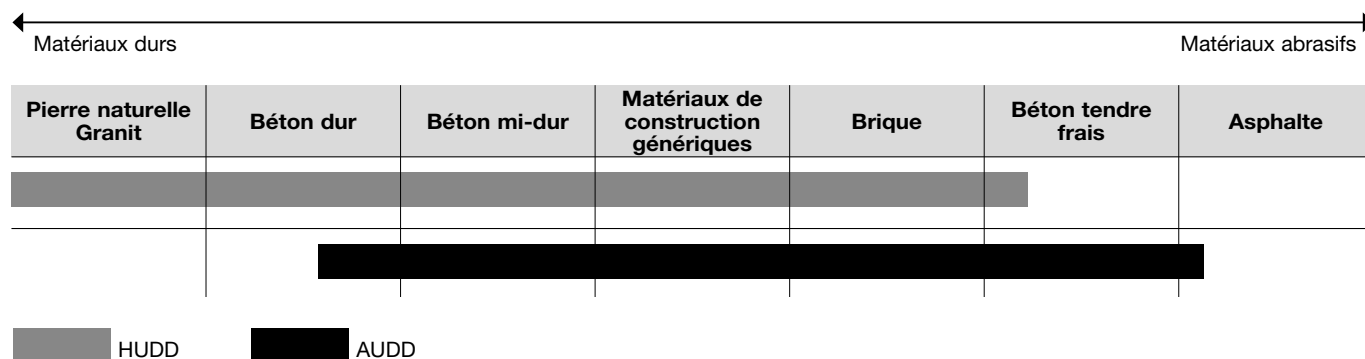 Matériaux durs
Matériaux abrasifs
Pierre naturelle
Granit
Béton dur
Béton mi-dur
Matériaux de
construction
génériques
Brique
Béton tendre
frais
Asphalte
HUDD
AUDD